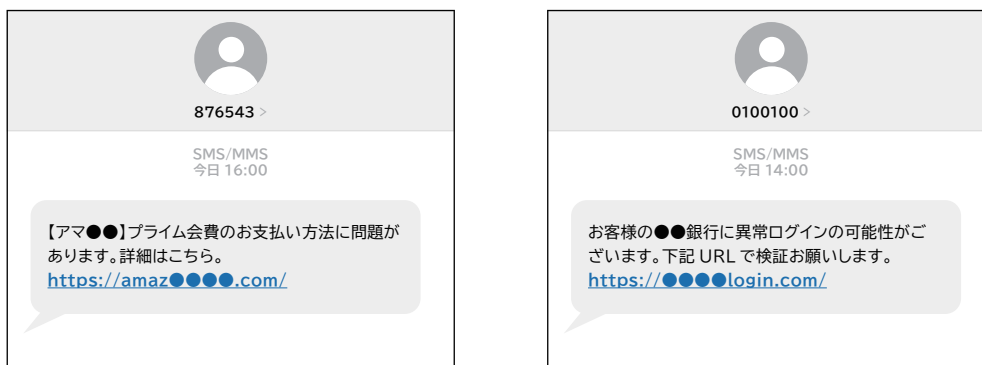 876543 >
SMS/MMS
今日 16:00
【アマ●●】プライム会費のお支払い方法に問題が
あります。詳細はこちら。
https://amaz●●●●.com/
0100100 >
SMS/MMS
今日 14:00
お客様の●●銀行に異常ログインの可能性がご
ざいます。下記 URL で検証お願いします。
https://●●●●login.com/